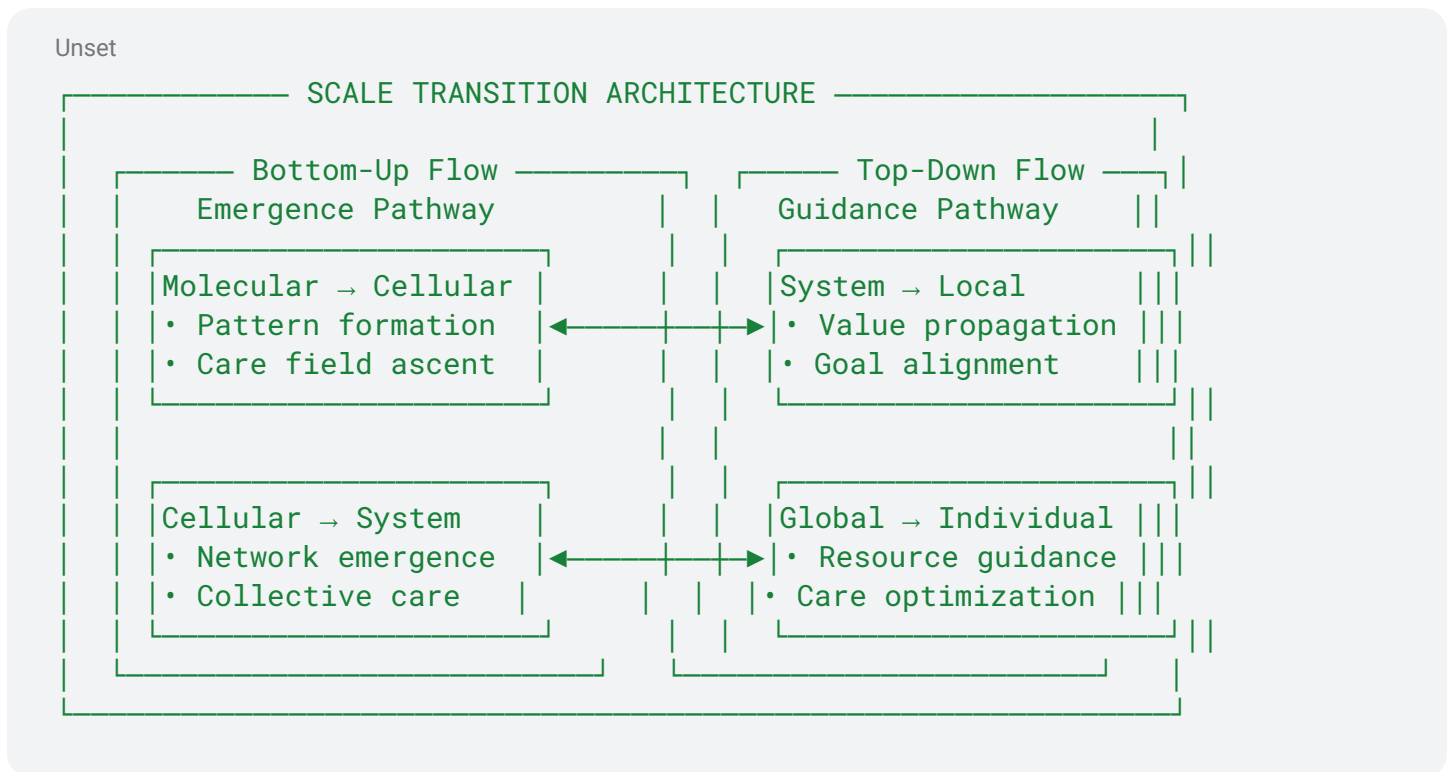 Unset
SCALE TRANSITION ARCHITECTURE
Bottom-Up Flow Top-Down Flow
Emergence Pathway Guidance Pathway
Molecular → Cellular System → Local
• Pattern formation • Value propagation
• Care field ascent • Goal alignment
Cellular → System Global → Individual
• Network emergence • Resource guidance
• Collective care • Care optimization